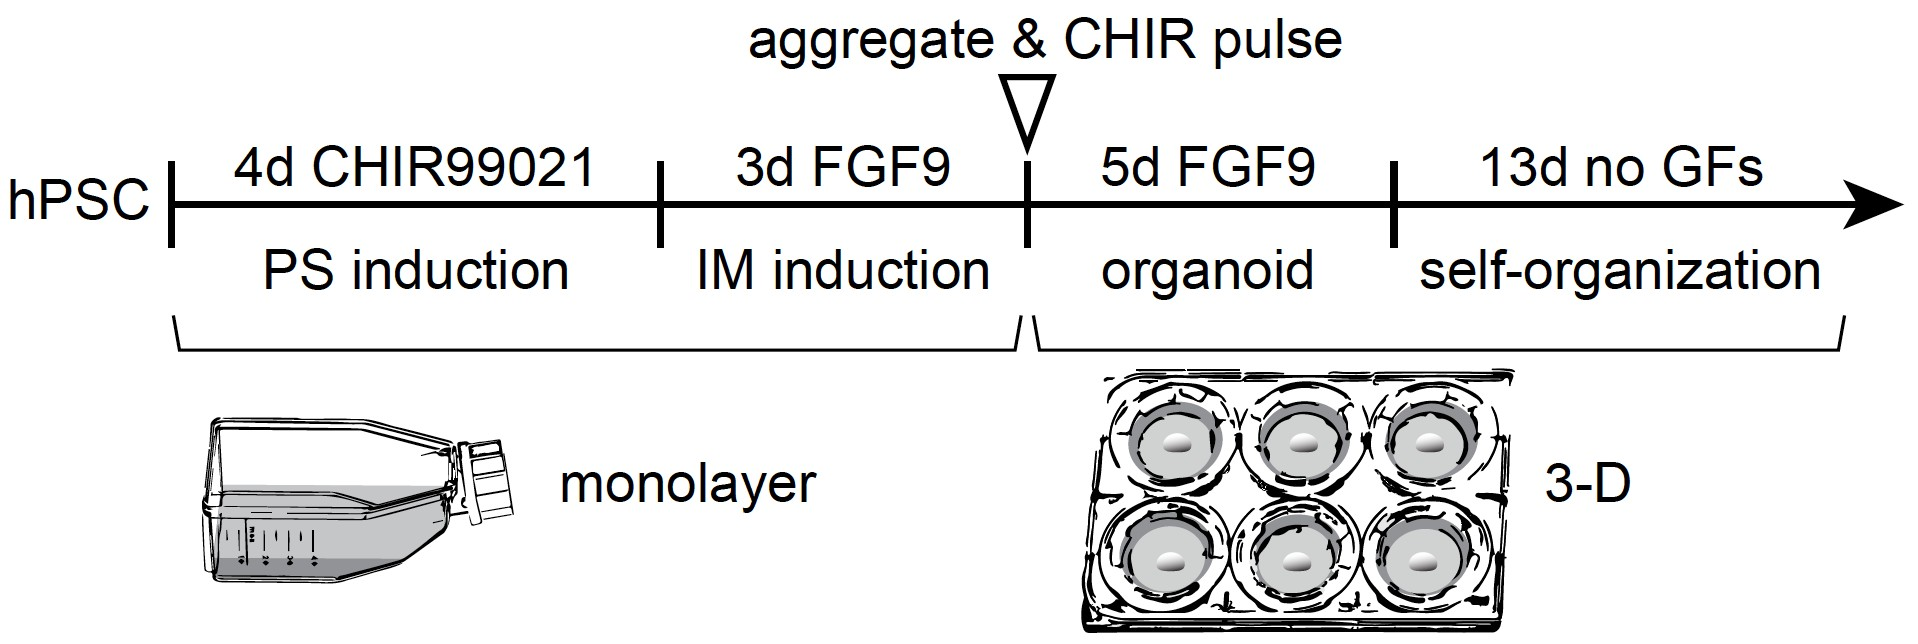 aggregate & CHIR pulse
hPSC
4d CHIR99021
3d FGF9
5d FGF9
13d no GFs
PS induction
IM induction
organoid
self-organization
monolayer
3-D